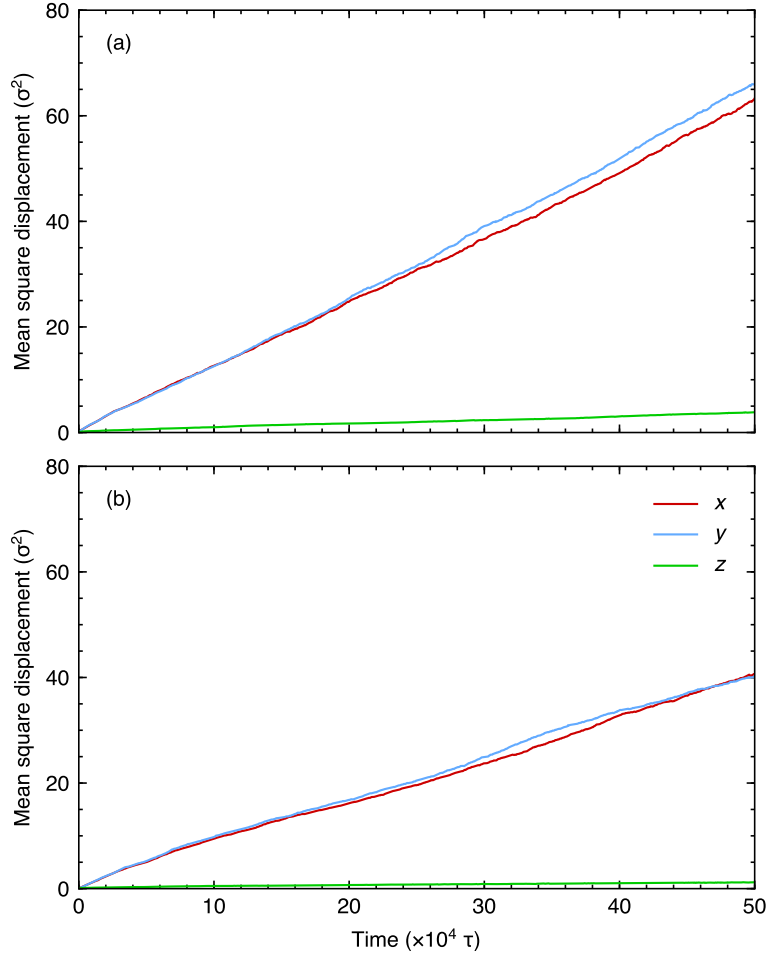 80
(a)
60
40
20
0
Mean square displacement (σ²)
80
(b)
x
y
z
60
40
20
0
Mean square displacement (σ²)
0 10 20 30 40 50
Time (×10⁴ τ)